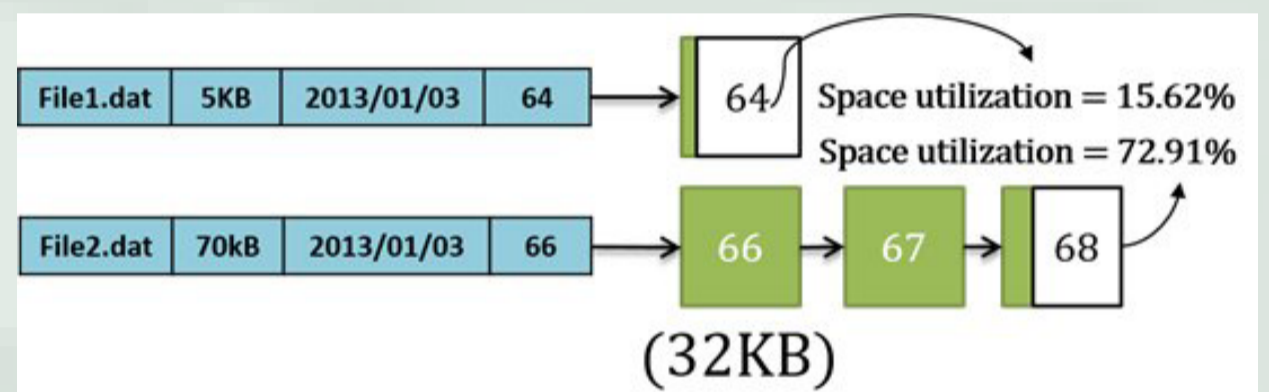 File1.dat 5KB 2013/01/03 64 64 Space utilization = 15.62%
Space utilization = 72.91%
File2.dat 70kB 2013/01/03 66 66 67 68
(32KB)